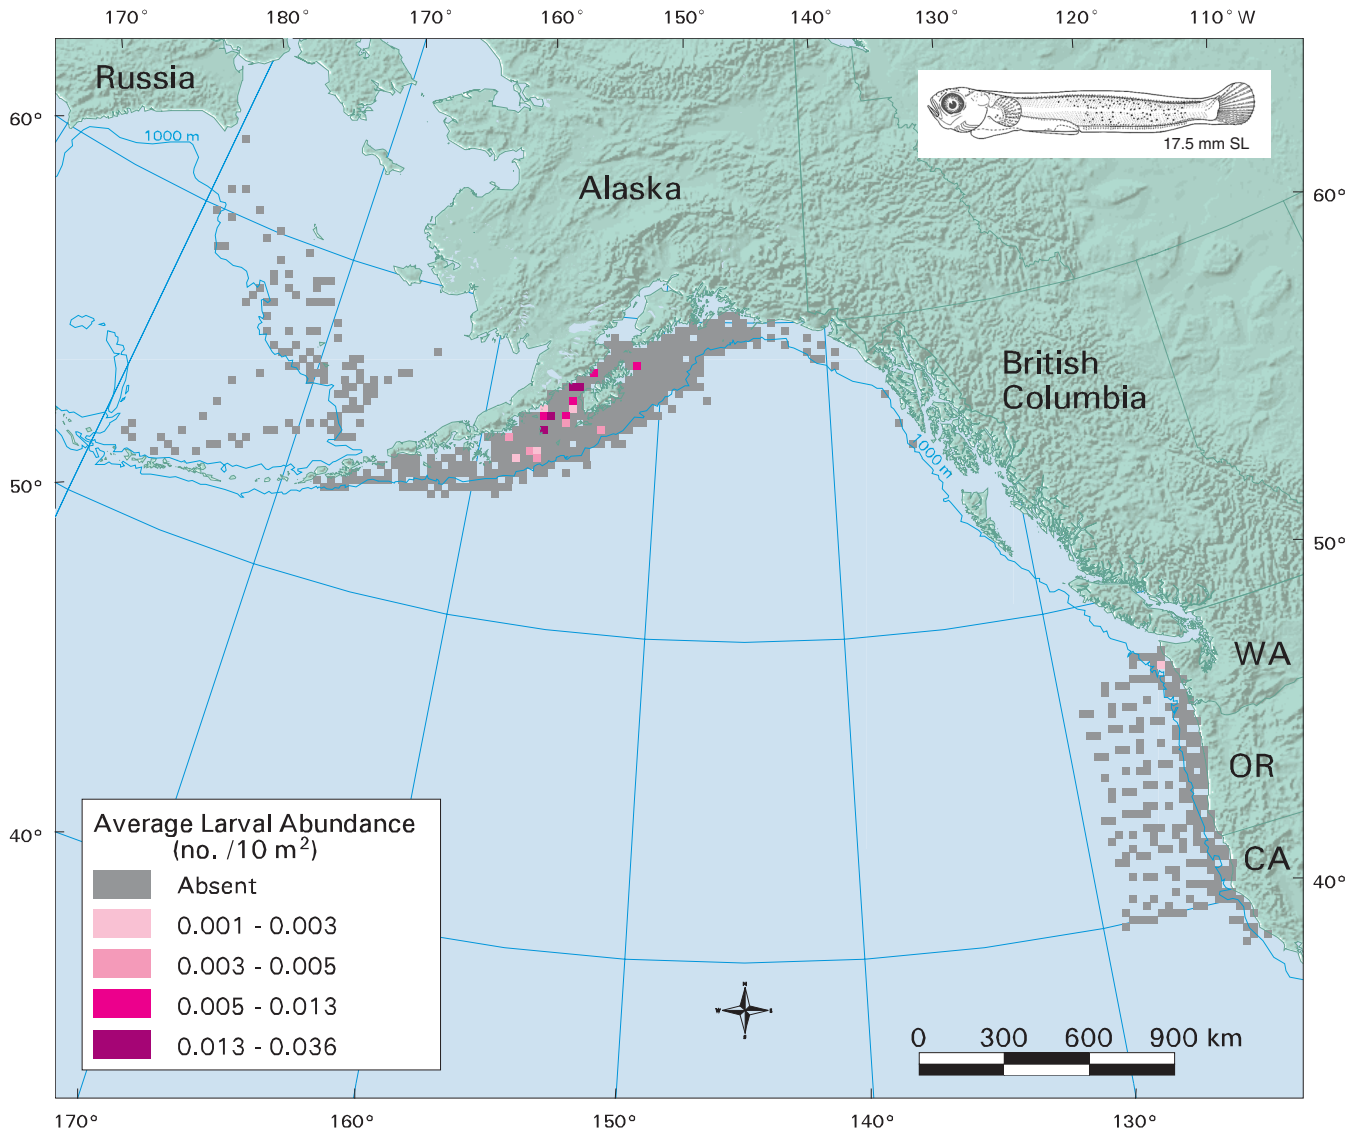 170° 180° 170° 160° 150° 140° 130° 120° 110° W
Russia
60°
1000 m
17.5 mm SL
Alaska
60°
British
Columbia
1000 m
50°
50°
WA
OR
CA
40°
40°
Average Larval Abundance
(no. /10 m²)
Absent
0.001 - 0.003
0.003 - 0.005
0.005 - 0.013
0.013 - 0.036
N
W
S
0 300 600 900 km
170° 160° 150° 140° 130°